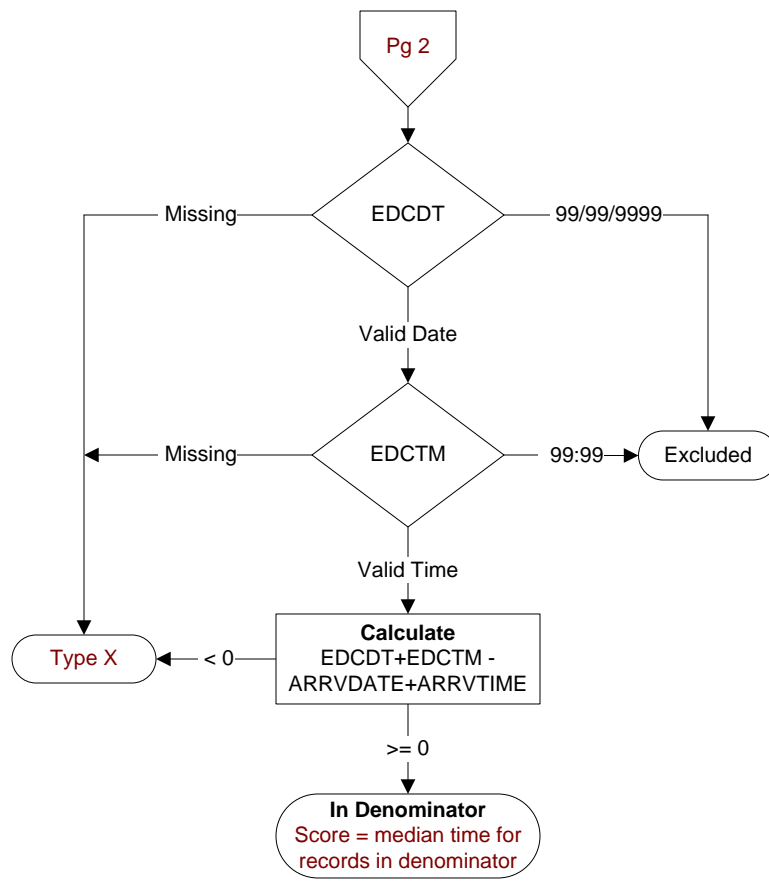 Pg 2
EDCDT
Missing
99/99/9999
Valid Date
EDCTM
Missing
99:99
Excluded
Valid Time
Calculate
EDCDT+EDCTM -
ARRVDATE+ARRVTIME
< 0
Type X
>= 0
In Denominator
Score = median time for
records in denominator